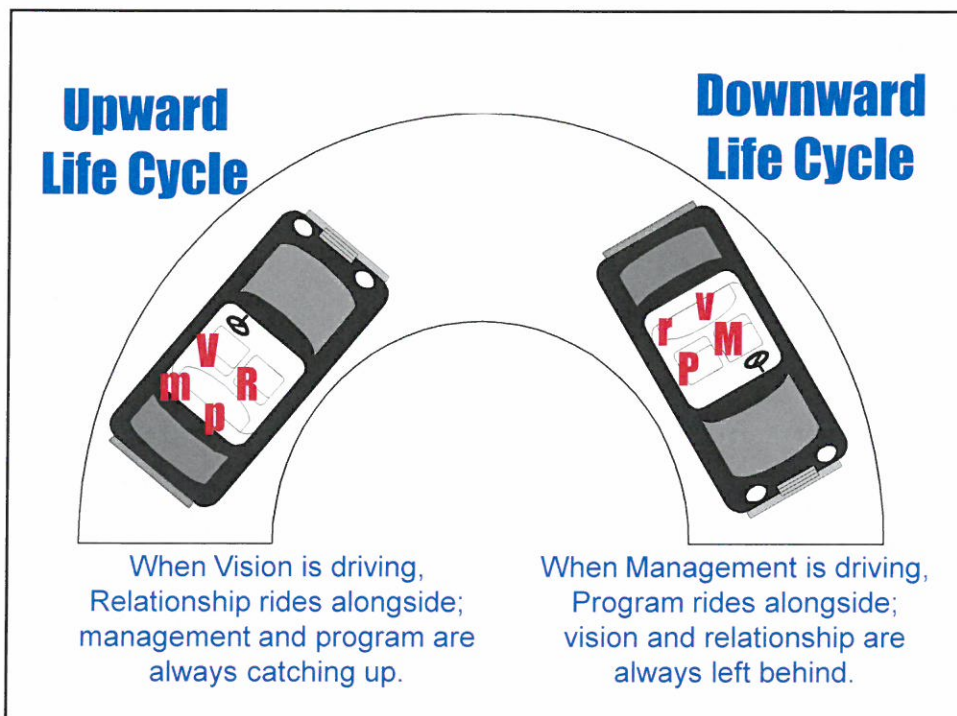 Upward
Life Cycle
Downward
Life Cycle
V
m
R
p
V
r
M
P
When Vision is driving,
Relationship rides alongside;
management and program are
always catching up.
When Management is driving,
Program rides alongside;
vision and relationship are
always left behind.